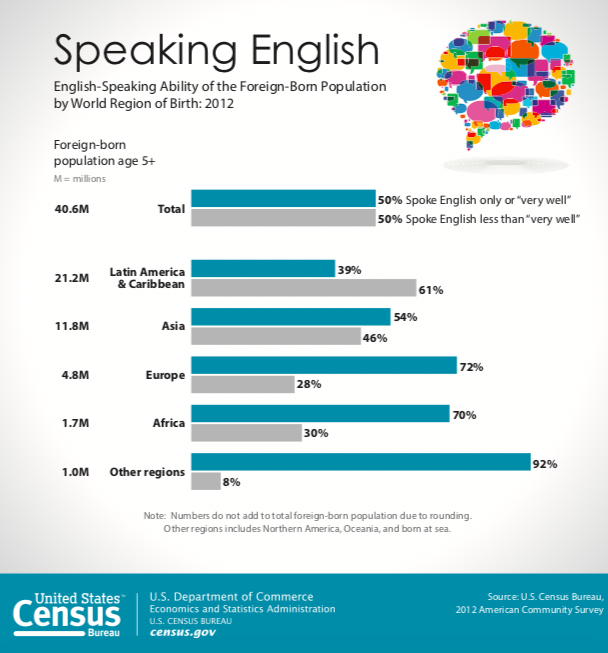 Speaking English
English-Speaking Ability of the Foreign-Born Population
by World Region of Birth: 2012
Foreign-born
population age 5+
M = millions
40.6M Total 50% Spoke English only or "very well"
50% Spoke English less than "very well"
21.2M Latin America
& Caribbean
39%
61%
11.8M Asia 54%
46%
4.8M Europe 72%
28%
1.7M Africa 70%
30%
1.0M Other regions 92%
8%
Note: Numbers do not add to total foreign-born population due to rounding.
Other regions includes Northern America, Oceania, and born at sea.
United States™
Census
Bureau
U.S. Department of Commerce
Economics and Statistics Administration
U.S. CENSUS BUREAU
census.gov
Source: U.S. Census Bureau,
2012 American Community Survey